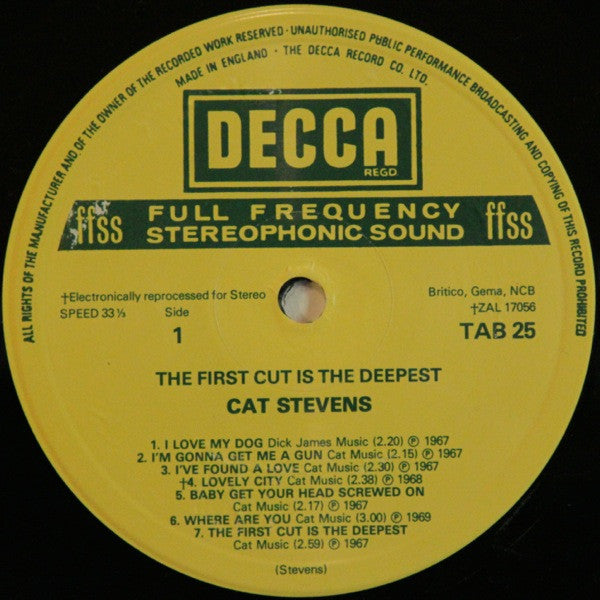 ALL RIGHTS OF THE MANUFACTURER AND OF THE OWNER OF THE RECORDED WORK RESERVED · UNAUTHORISED PUBLIC PERFORMANCE BROADCASTING AND COPYING OF THIS RECORD PROHIBITED
MADE IN ENGLAND · THE DECCA RECORD CO. LTD.
DECCA
REGD.
ffss FULL FREQUENCY ffss
STEREOPHONIC SOUND
†Electronically reprocessed for Stereo Britico, Gema, NCB
SPEED 33⅓ Side †ZAL 17056
1 TAB 25
THE FIRST CUT IS THE DEEPEST
CAT STEVENS
1. I LOVE MY DOG Dick James Music (2.20) ℗ 1967
2. I'M GONNA GET ME A GUN Cat Music (2.15) ℗ 1967
3. I'VE FOUND A LOVE Cat Music (2.30) ℗ 1967
†4. LOVELY CITY Cat Music (2.38) ℗ 1968
5. BABY GET YOUR HEAD SCREWED ON
Cat Music (2.17) ℗ 1967
6. WHERE ARE YOU Cat Music (3.00) ℗ 1969
7. THE FIRST CUT IS THE DEEPEST
Cat Music (2.59) ℗ 1967
(Stevens)